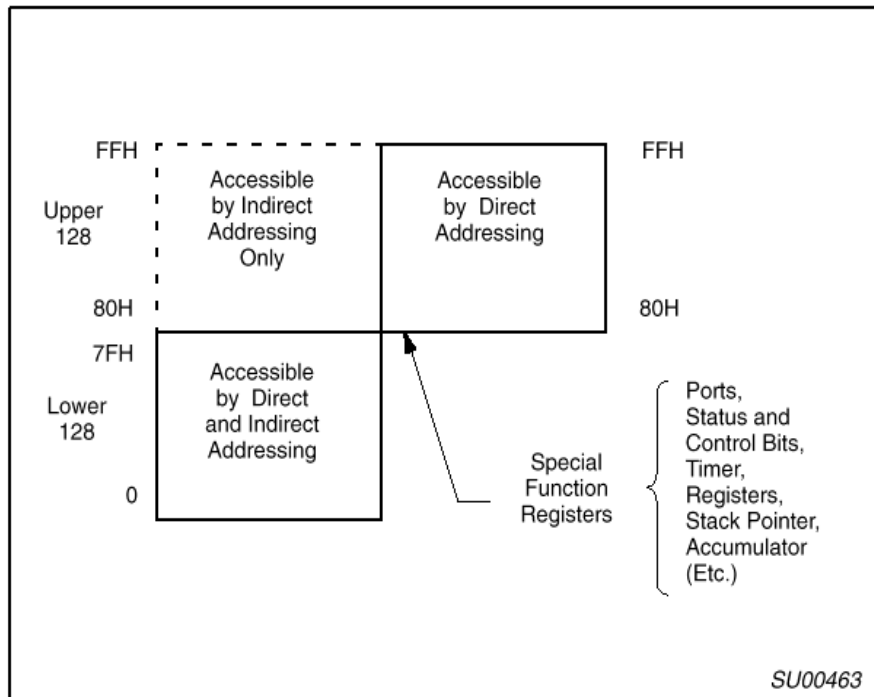 FFH
Upper
128
80H
7FH
Lower
128
0
Accessible
by Indirect
Addressing
Only
Accessible
by Direct
Addressing
FFH
80H
Accessible
by Direct
and Indirect
Addressing
Special
Function
Registers
Ports,
Status and
Control Bits,
Timer,
Registers,
Stack Pointer,
Accumulator
(Etc.)
SU00463